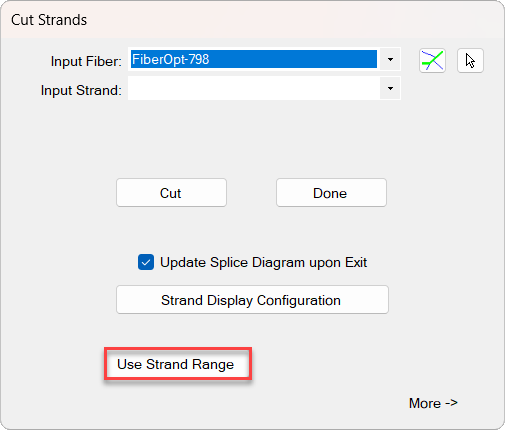 Cut Strands
Input Fiber: FiberOpt-798
Input Strand:
Cut Done
Update Splice Diagram upon Exit
Strand Display Configuration
Use Strand Range
More ->